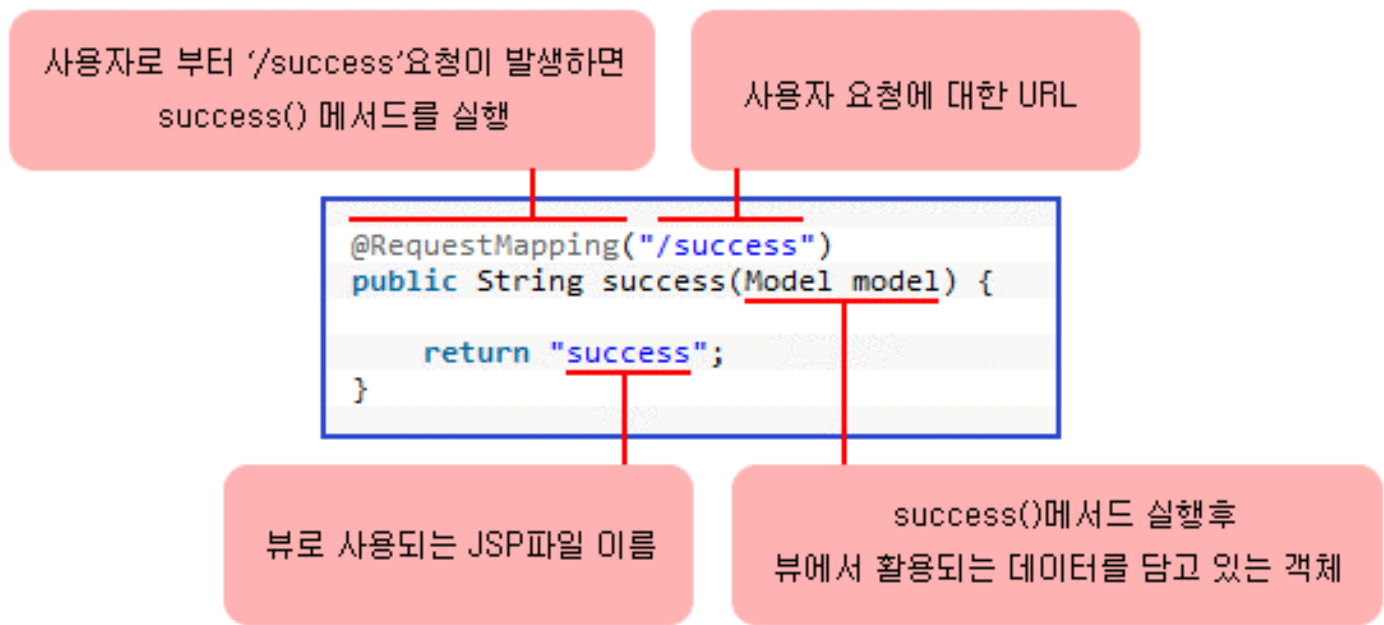 사용자로 부터 '/success'요청이 발생하면
success() 메서드를 실행
사용자 요청에 대한 URL
@RequestMapping("/success")
public String success(Model model) {
return "success";
}
뷰로 사용되는 JSP파일 이름
success()메서드 실행후
뷰에서 활용되는 데이터를 담고 있는 객체